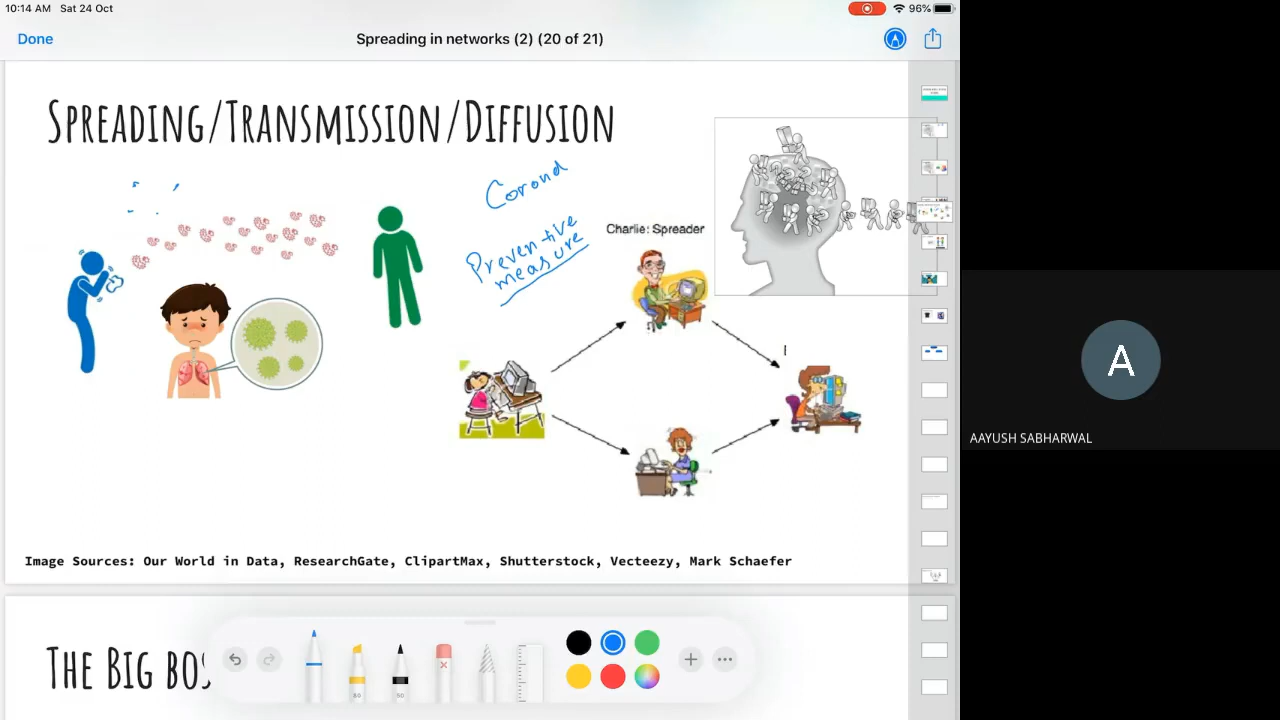 10:14 AM Sat 24 Oct
96%
Done
Spreading in networks (2) (20 of 21)
SPREADING/TRANSMISSION/DIFFUSION
Corona
Preventive
measure
Charlie: Spreader
Image Sources: Our World in Data, ResearchGate, ClipartMax, Shutterstock, Vecteezy, Mark Schaefer
THE BIG BOS
80
50
A
AAYUSH SABHARWAL